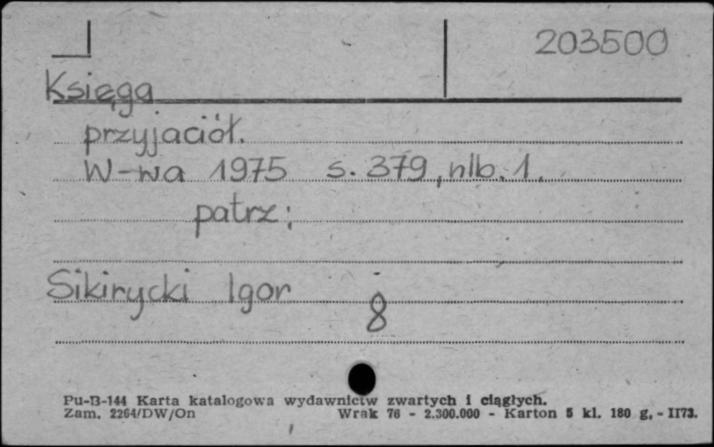 203500
Księga
przyjaciół.
W-wa 1975 s. 379, nlb. 1.
patrz:
Sikirycki Igor
8
Pu-B-144 Karta katalogowa wydawnictw zwartych i ciągłych.
Zam. 2264/DW/On Wrak 76 - 2.300.000 - Karton 5 kl. 180 g. - II73.